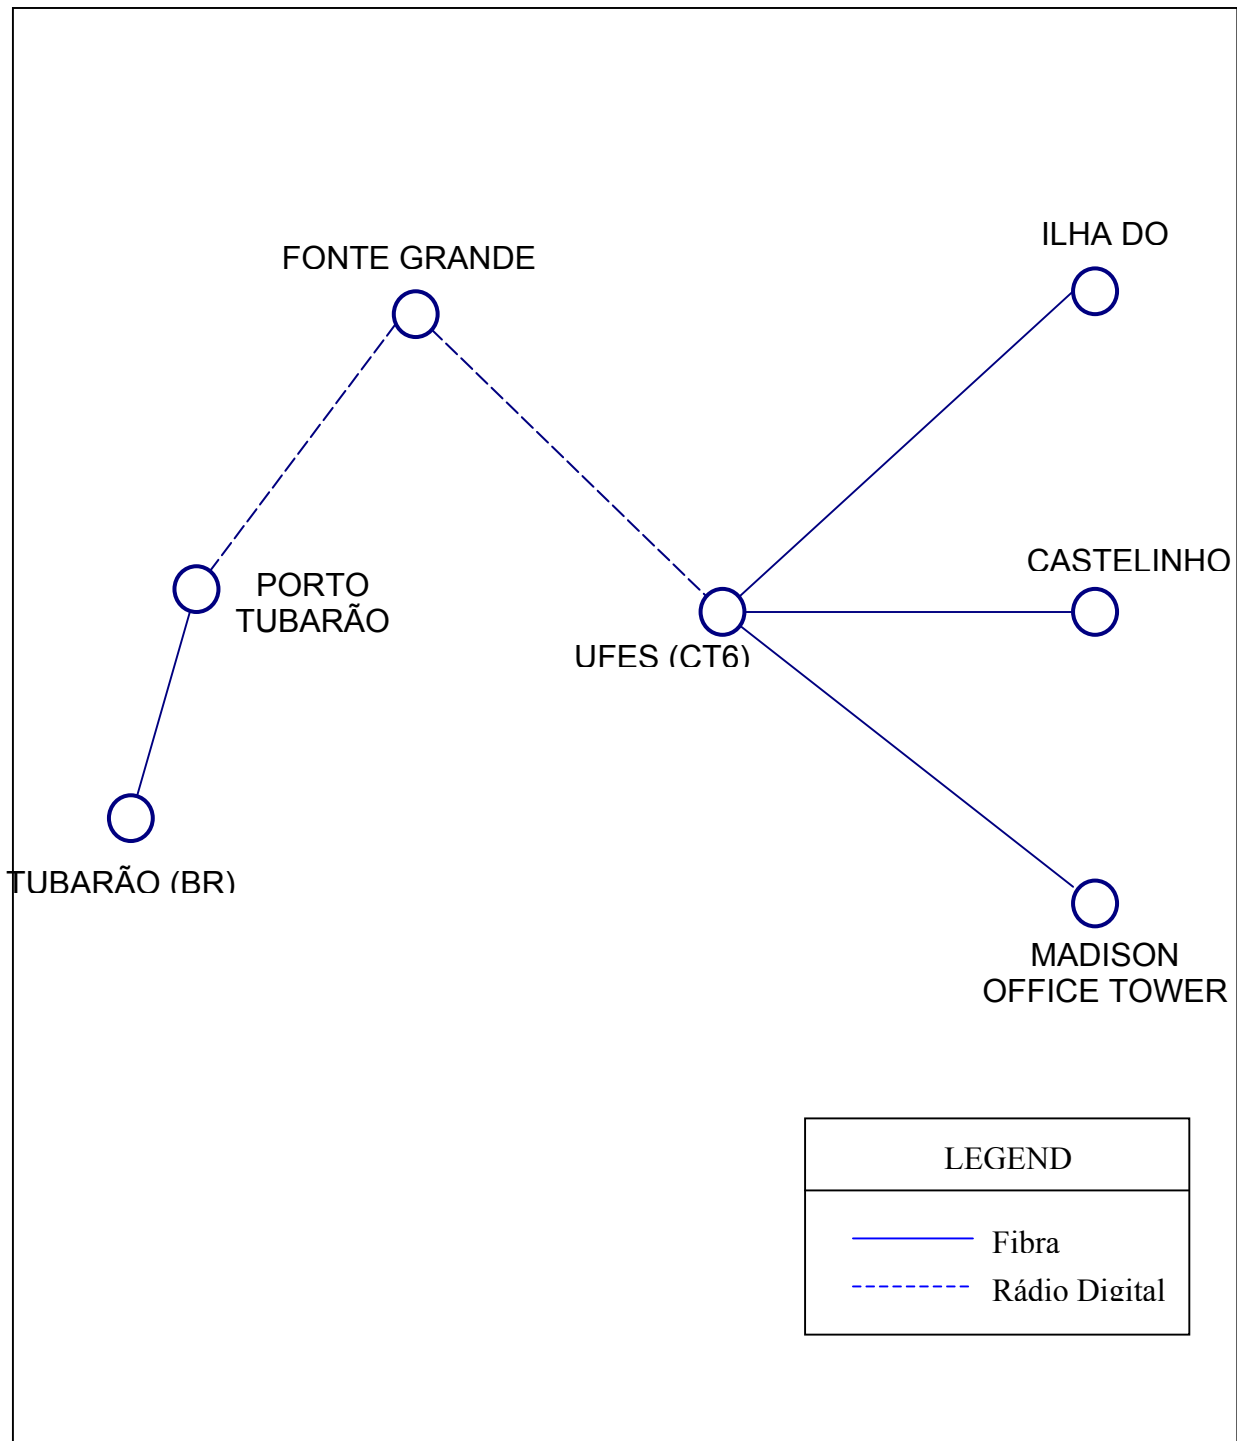 ILHA DO
FONTE GRANDE
CASTELINHO
PORTO
TUBARÃO
UFES (CT6)
TUBARÃO (BR)
MADISON
OFFICE TOWER
LEGEND
Fibra
Rádio Digital